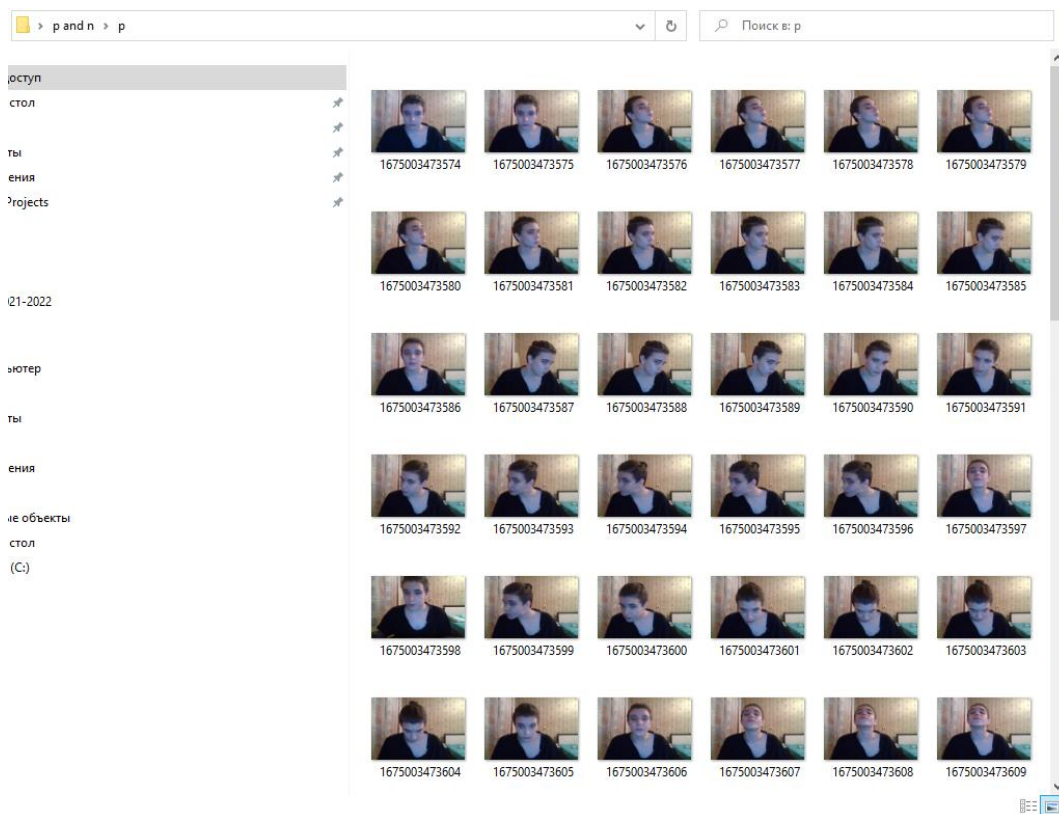 p and n > p
Поиск в: p
оступ
стол
ты
ения
Projects
021-2022
ьютер
ты
ения
ые объекты
стол
(C:)
1675003473574 1675003473575 1675003473576 1675003473577 1675003473578 1675003473579
1675003473580 1675003473581 1675003473582 1675003473583 1675003473584 1675003473585
1675003473586 1675003473587 1675003473588 1675003473589 1675003473590 1675003473591
1675003473592 1675003473593 1675003473594 1675003473595 1675003473596 1675003473597
1675003473598 1675003473599 1675003473600 1675003473601 1675003473602 1675003473603
1675003473604 1675003473605 1675003473606 1675003473607 1675003473608 1675003473609